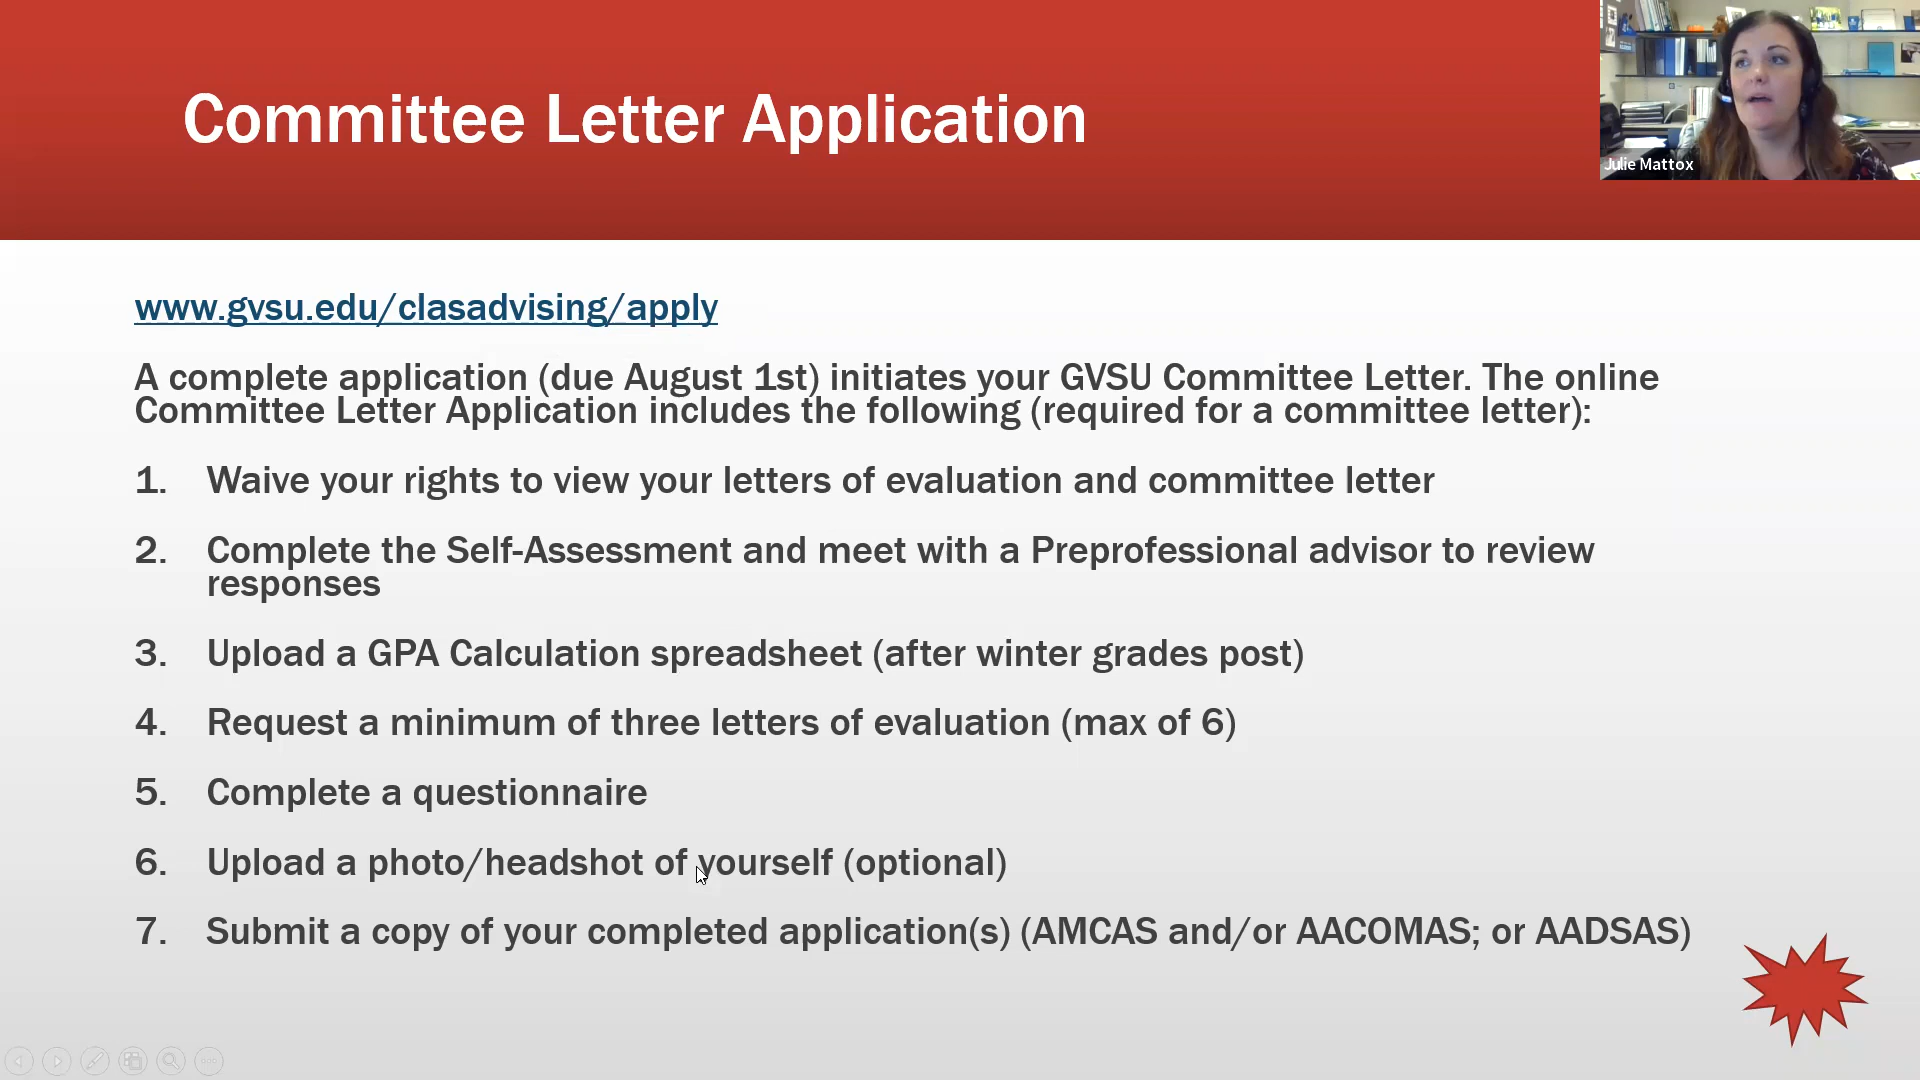 Committee Letter Application
Julie Mattox
www.gvsu.edu/clasadvising/apply
A complete application (due August 1st) initiates your GVSU Committee Letter. The online
Committee Letter Application includes the following (required for a committee letter):
1. Waive your rights to view your letters of evaluation and committee letter
2. Complete the Self-Assessment and meet with a Preprofessional advisor to review
responses
3. Upload a GPA Calculation spreadsheet (after winter grades post)
4. Request a minimum of three letters of evaluation (max of 6)
5. Complete a questionnaire
6. Upload a photo/headshot of yourself (optional)
7. Submit a copy of your completed application(s) (AMCAS and/or AACOMAS; or AADSAS)